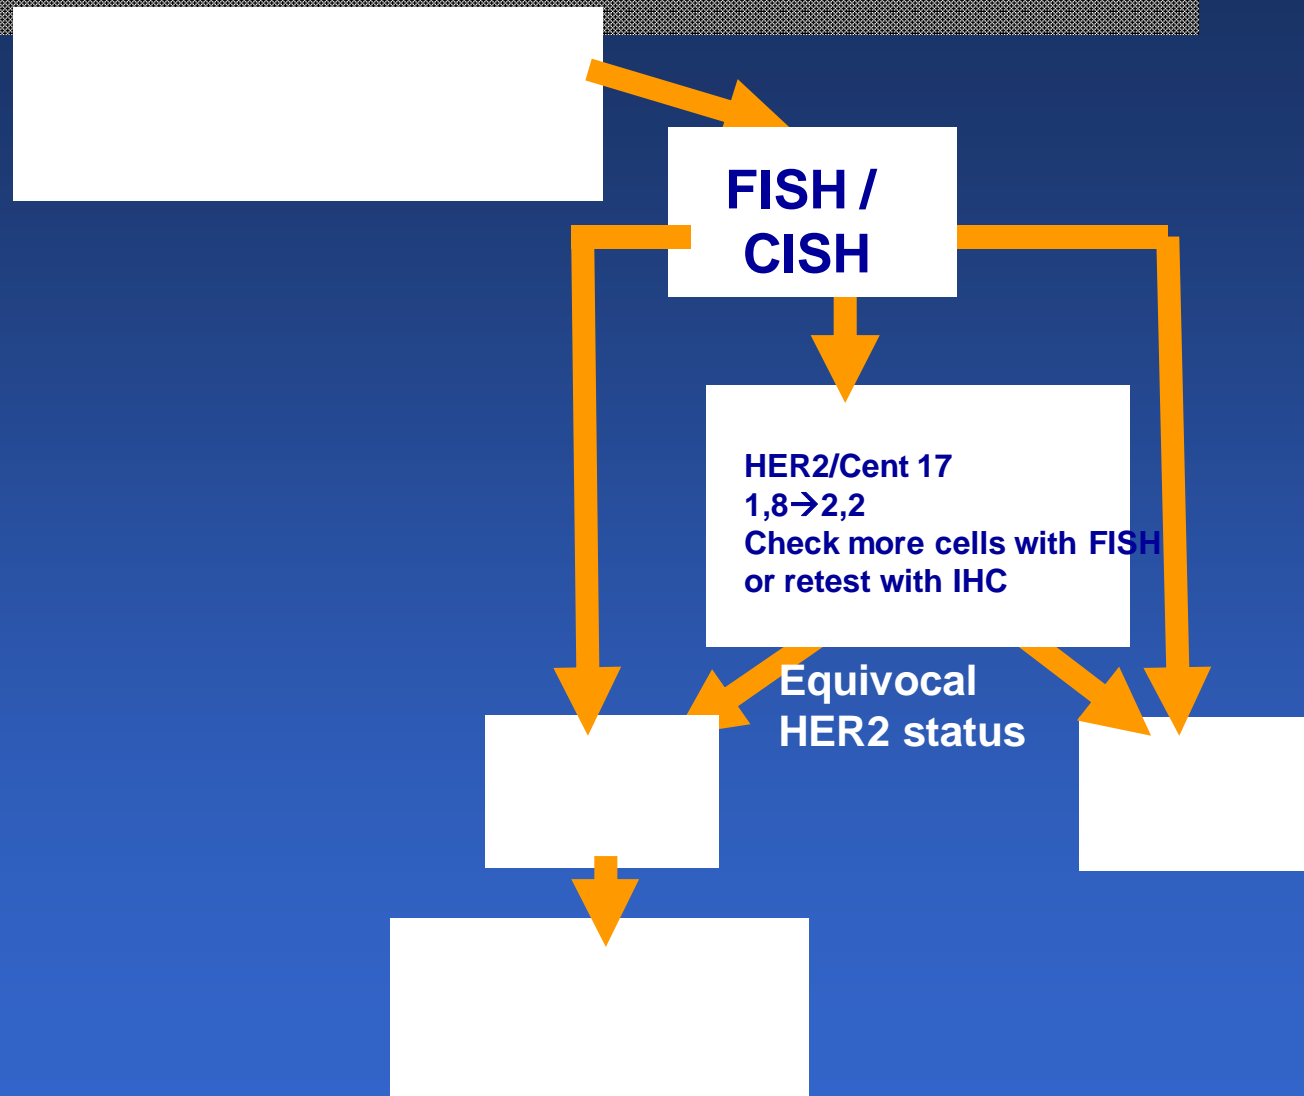 FISH /
CISH
HER2/Cent 17
1,8→2,2
Check more cells with FISH
or retest with IHC
Equivocal
HER2 status